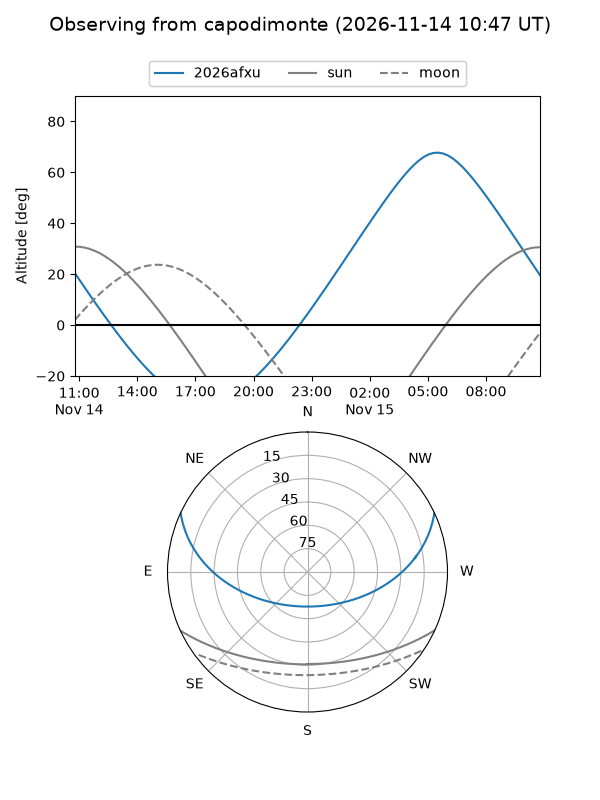 Observing from capodimonte (2026-11-14 10:47 UT)
2026afxu sun moon
Altitude [deg]
80
60
40
20
0
−20
11:00 14:00 17:00 20:00 23:00 02:00 05:00 08:00
Nov 14 Nov 15
N
NE NW
15
30
45
60
75
E W
SE SW
S